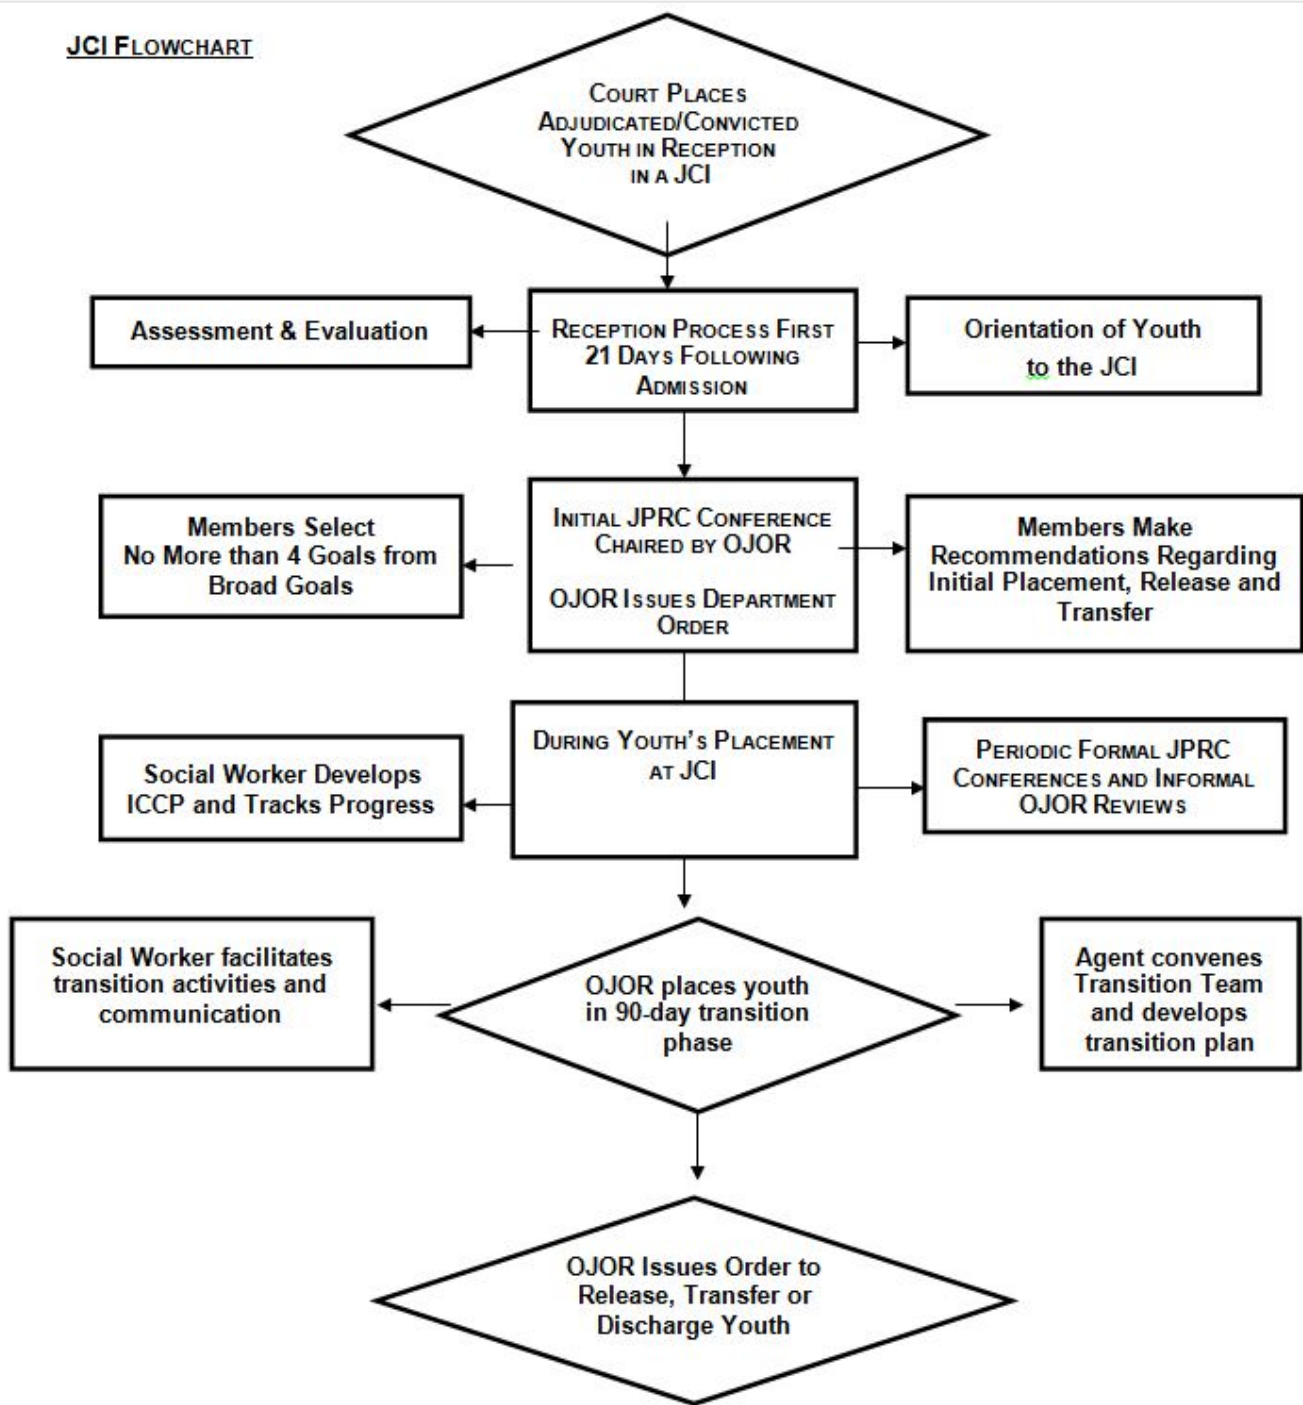 JCI FLOWCHART
COURT PLACES
ADJUDICATED/CONVICTED
YOUTH IN RECEPTION
IN A JCI
Assessment & Evaluation
RECEPTION PROCESS FIRST
21 DAYS FOLLOWING
ADMISSION
Orientation of Youth
to the JCI
Members Select
No More than 4 Goals from
Broad Goals
INITIAL JPRC CONFERENCE
CHAIRED BY OJOR
OJOR ISSUES DEPARTMENT
ORDER
Members Make
Recommendations Regarding
Initial Placement, Release and
Transfer
Social Worker Develops
ICCP and Tracks Progress
DURING YOUTH'S PLACEMENT
AT JCI
PERIODIC FORMAL JPRC
CONFERENCES AND INFORMAL
OJOR REVIEWS
Social Worker facilitates
transition activities and
communication
OJOR places youth
in 90-day transition
phase
Agent convenes
Transition Team
and develops
transition plan
OJOR Issues Order to
Release, Transfer or
Discharge Youth